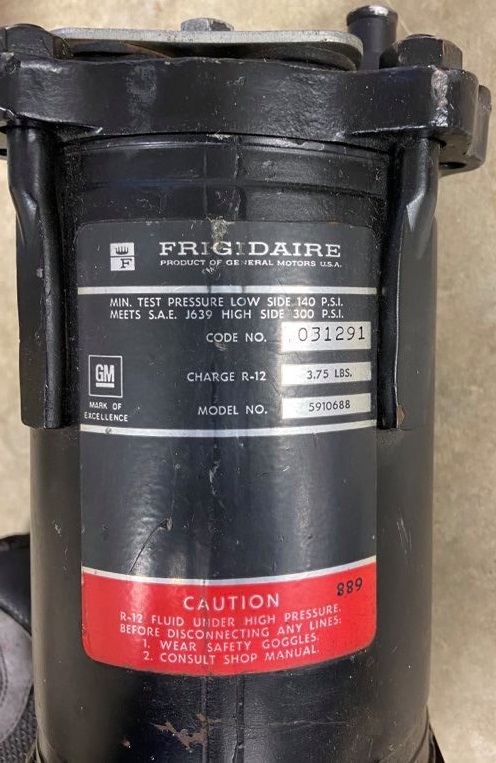 F
FRIGIDAIRE
PRODUCT OF GENERAL MOTORS U.S.A.
MIN. TEST PRESSURE LOW SIDE 140 P.S.I.
MEETS S.A.E. J639 HIGH SIDE 300 P.S.I.
CODE NO. 031291
GM
MARK OF
EXCELLENCE
CHARGE R-12 3.75 LBS.
MODEL NO. 5910688
889
CAUTION
R-12 FLUID UNDER HIGH PRESSURE.
BEFORE DISCONNECTING ANY LINES:
1. WEAR SAFETY GOGGLES.
2. CONSULT SHOP MANUAL.